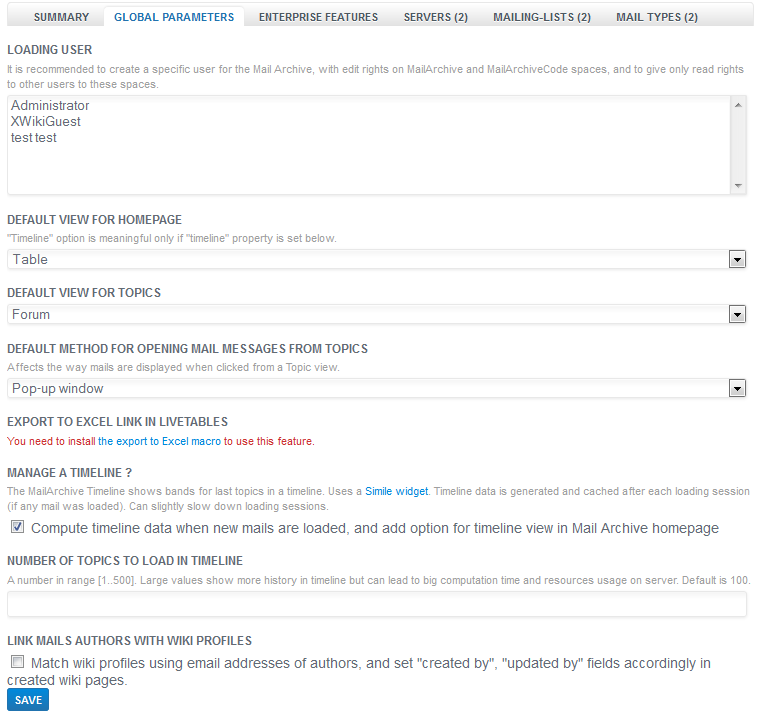 SUMMARY GLOBAL PARAMETERS ENTERPRISE FEATURES SERVERS (2) MAILING-LISTS (2) MAIL TYPES (2)
LOADING USER
It is recommended to create a specific user for the Mail Archive, with edit rights on MailArchive and MailArchiveCode spaces, and to give only read rights
to other users to these spaces.
Administrator
XWikiGuest
test test
DEFAULT VIEW FOR HOMEPAGE
"Timeline" option is meaningful only if "timeline" property is set below.
Table
DEFAULT VIEW FOR TOPICS
Forum
DEFAULT METHOD FOR OPENING MAIL MESSAGES FROM TOPICS
Affects the way mails are displayed when clicked from a Topic view.
Pop-up window
EXPORT TO EXCEL LINK IN LIVETABLES
You need to install the export to Excel macro to use this feature.
MANAGE A TIMELINE ?
The MailArchive Timeline shows bands for last topics in a timeline. Uses a Simile widget. Timeline data is generated and cached after each loading session
(if any mail was loaded). Can slightly slow down loading sessions.
Compute timeline data when new mails are loaded, and add option for timeline view in Mail Archive homepage
NUMBER OF TOPICS TO LOAD IN TIMELINE
A number in range [1..500]. Large values show more history in timeline but can lead to big computation time and resources usage on server. Default is 100.
LINK MAILS AUTHORS WITH WIKI PROFILES
Match wiki profiles using email addresses of authors, and set "created by", "updated by" fields accordingly in
created wiki pages.
SAVE